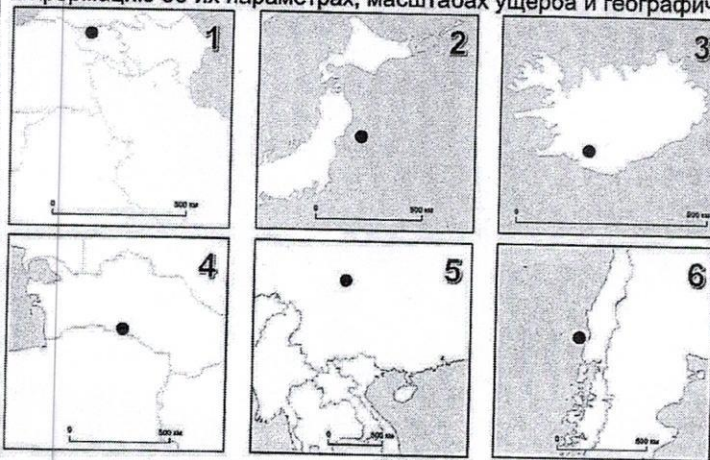 формацию об их параметрах, масштабах ущерба и географич
1
0 500 км
2
0 500 км
3
0 500 км
4
0 500 км
5
0 500 км
6
0 500 км